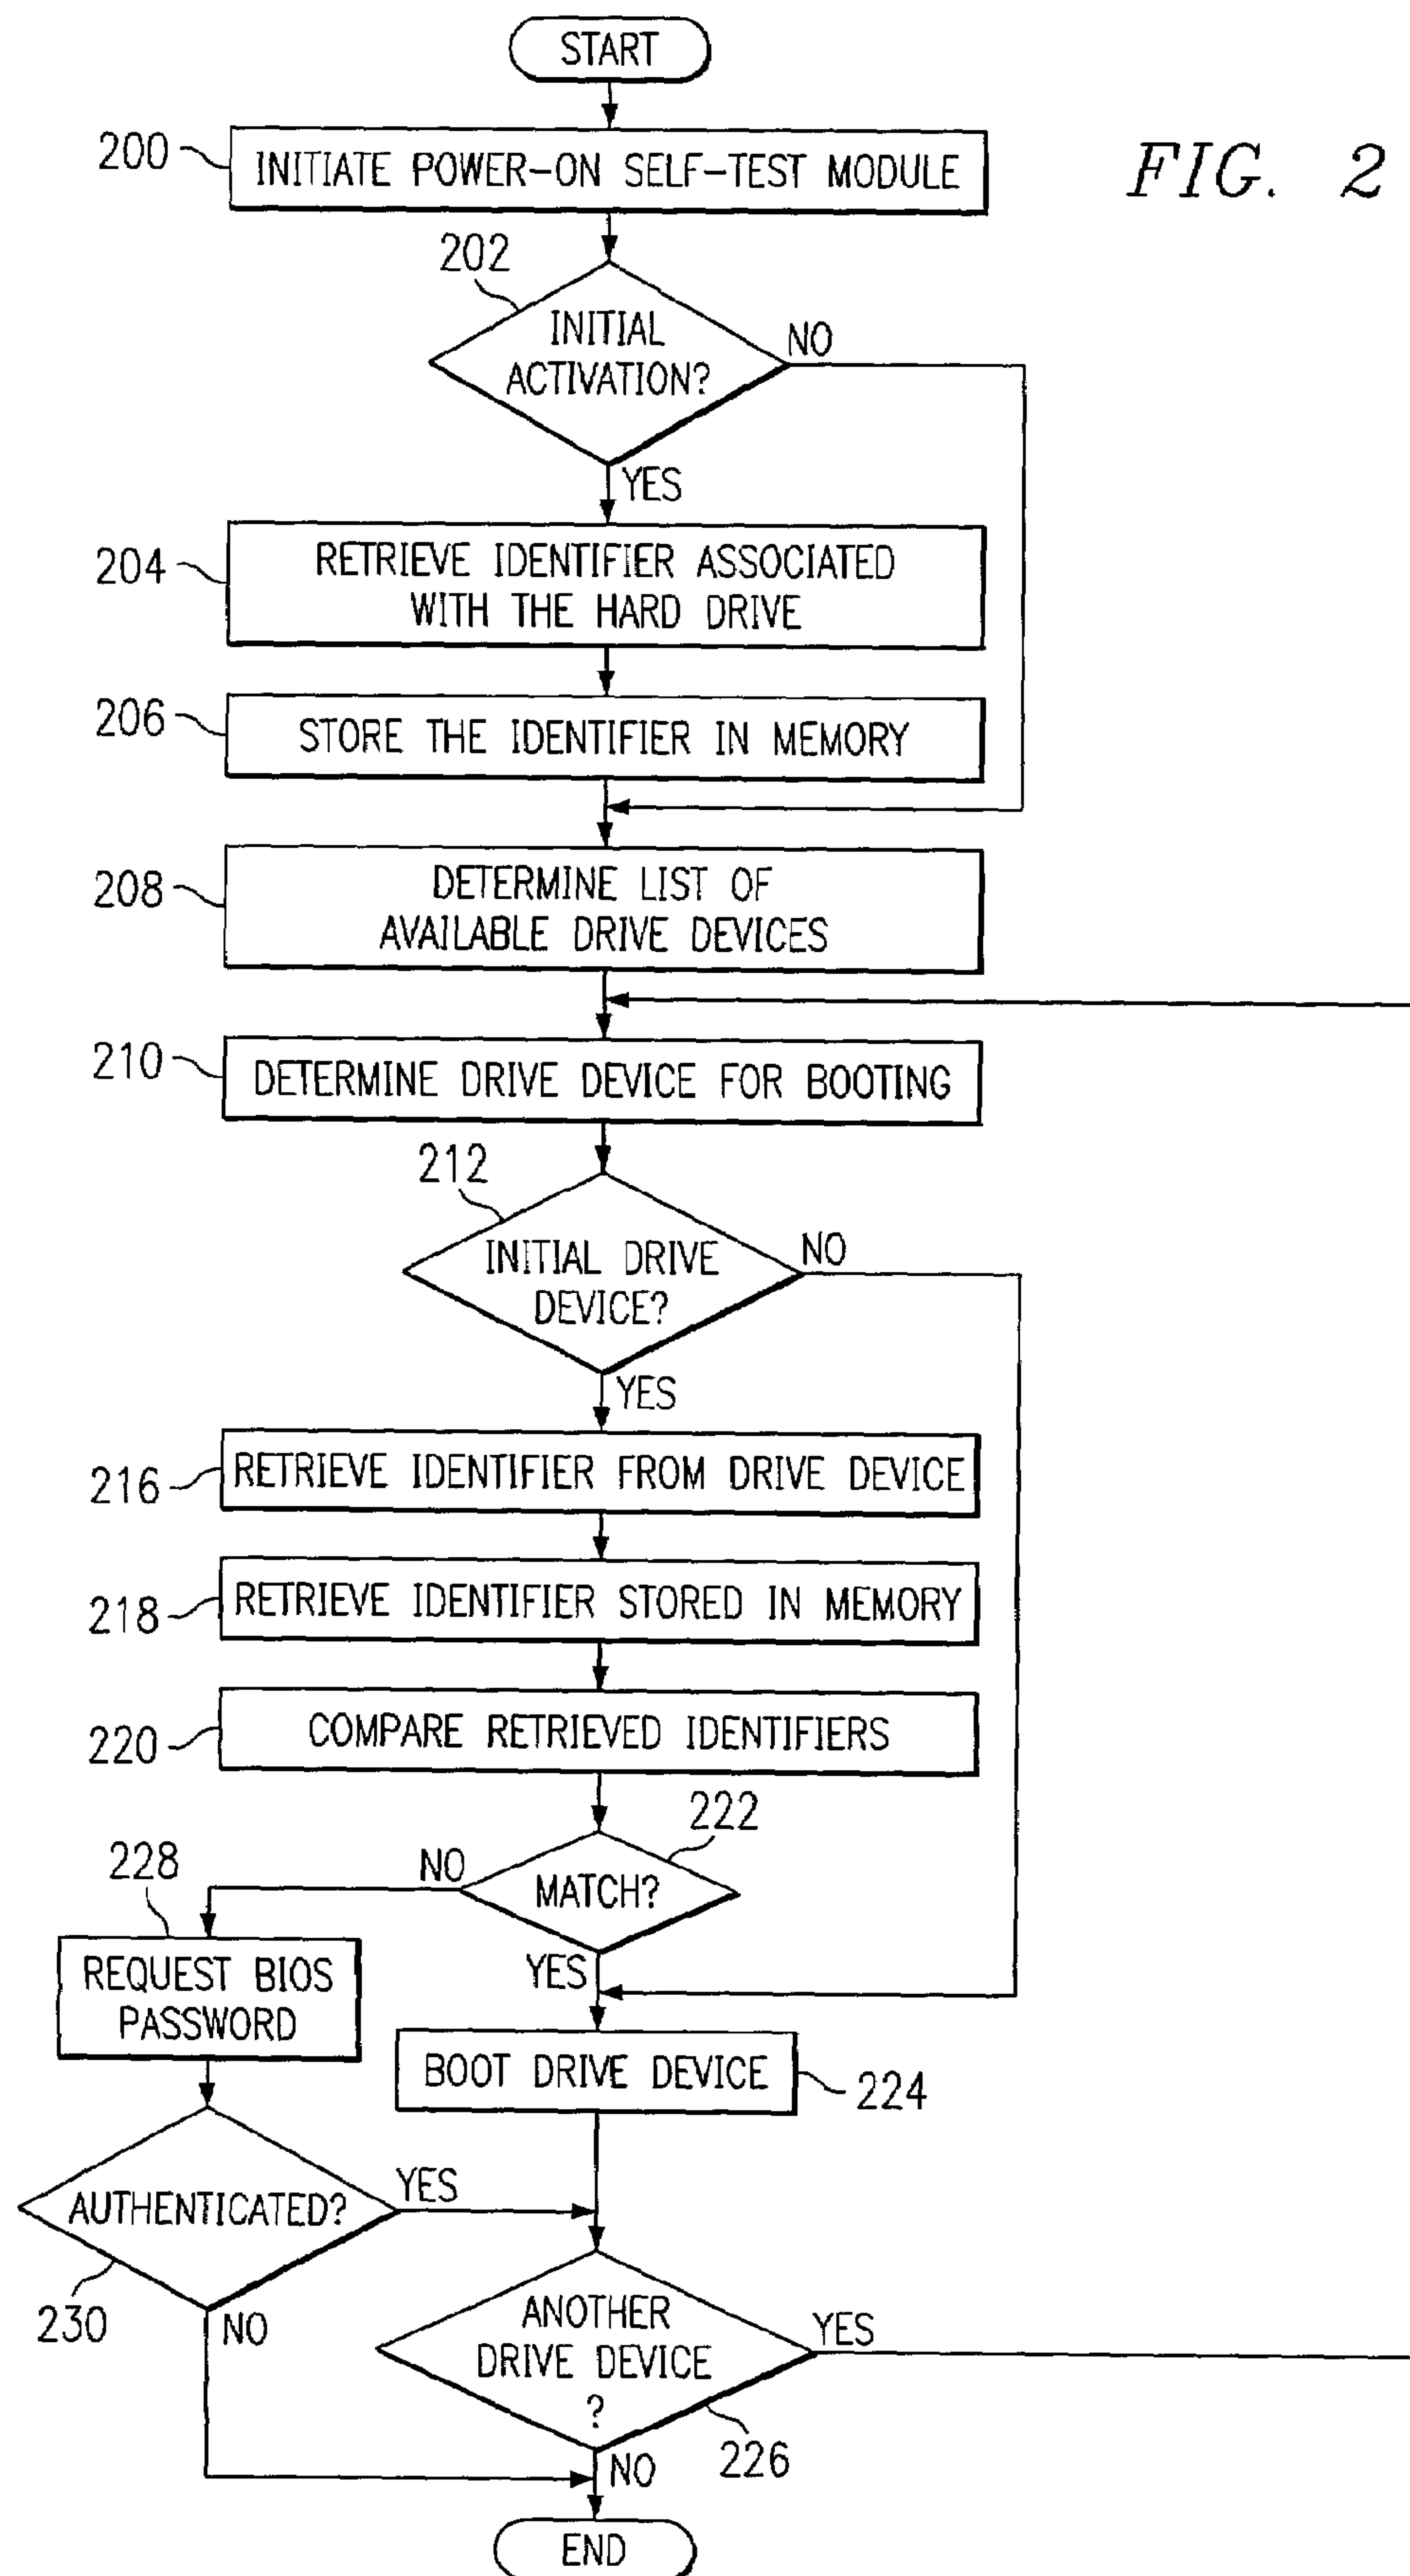 START
FIG. 2
200
INITIATE POWER-ON SELF-TEST MODULE
202
INITIAL
ACTIVATION?
NO
YES
204
RETRIEVE IDENTIFIER ASSOCIATED
WITH THE HARD DRIVE
206
STORE THE IDENTIFIER IN MEMORY
208
DETERMINE LIST OF
AVAILABLE DRIVE DEVICES
210
DETERMINE DRIVE DEVICE FOR BOOTING
212
INITIAL DRIVE
DEVICE?
NO
YES
216
RETRIEVE IDENTIFIER FROM DRIVE DEVICE
218
RETRIEVE IDENTIFIER STORED IN MEMORY
220
COMPARE RETRIEVED IDENTIFIERS
222
MATCH?
NO
YES
228
REQUEST BIOS
PASSWORD
BOOT DRIVE DEVICE
224
AUTHENTICATED?
YES
230
NO
ANOTHER
DRIVE DEVICE
?
YES
226
NO
END